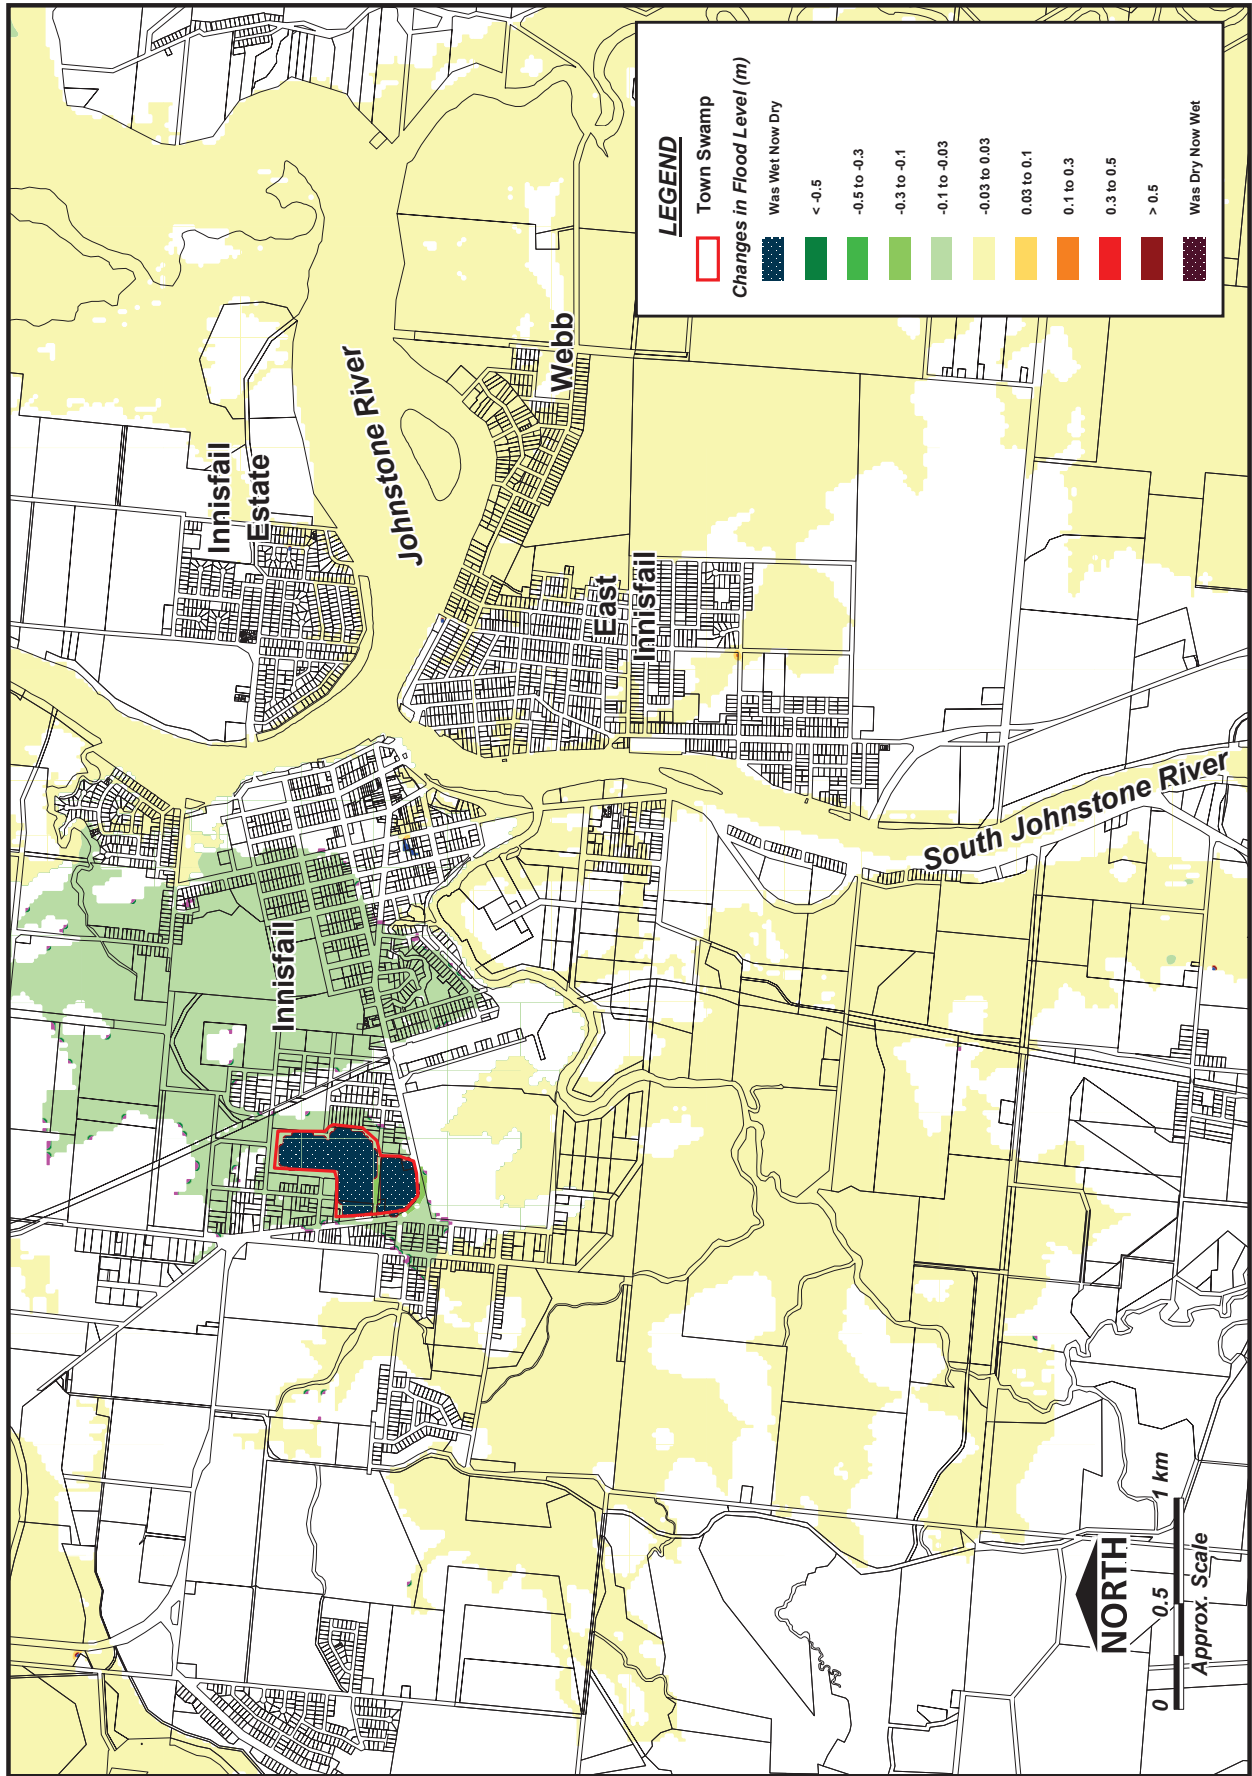 Innisfail
Estate
Johnstone River
Webb
East
Innisfail
Innisfail
South Johnstone River
LEGEND
Town Swamp
Changes in Flood Level (m)
Was Wet Now Dry
< -0.5
-0.5 to -0.3
-0.3 to -0.1
-0.1 to -0.03
-0.03 to 0.03
0.03 to 0.1
0.1 to 0.3
0.3 to 0.5
> 0.5
Was Dry Now Wet
NORTH
0 0.5 1 km
Approx. Scale